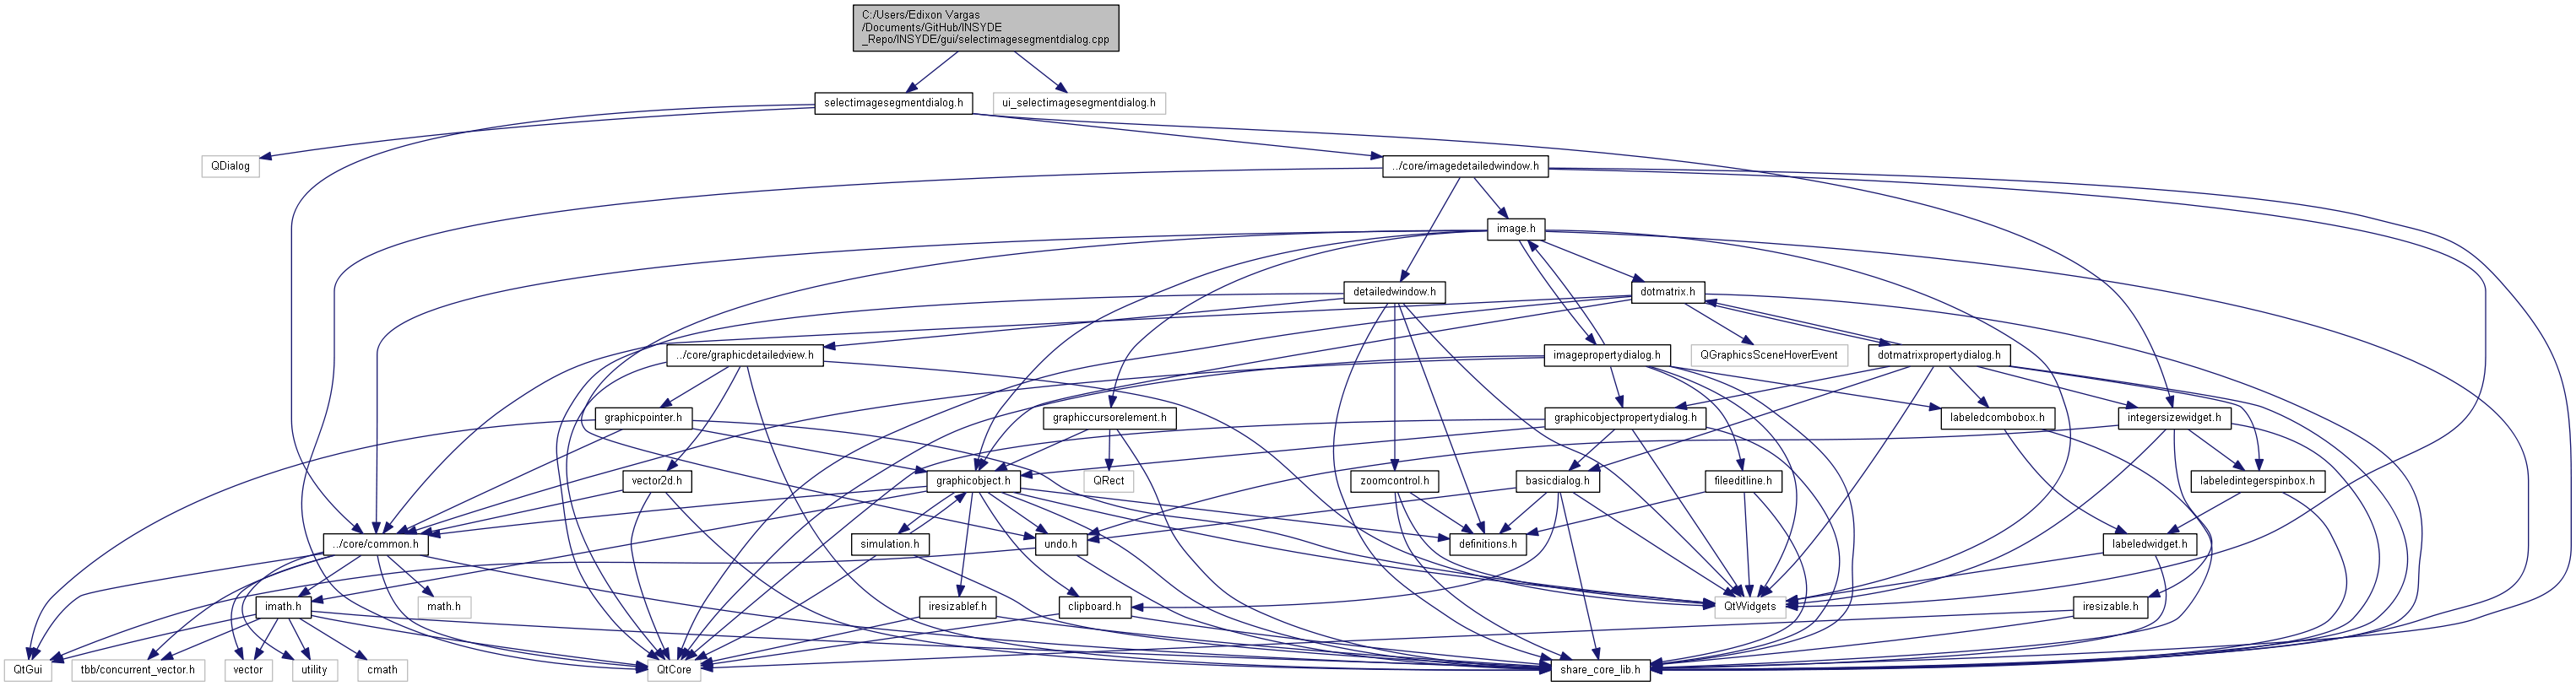 C:/Users/Edixon Vargas
/Documents/GitHub/INSYDE
_Repo/INSYDE/gui/selectimagesegmentdialog.cpp
selectimagesegmentdialog.h
ui_selectimagesegmentdialog.h
QDialog
../core/imagedetailedwindow.h
image.h
detailedwindow.h
dotmatrix.h
../core/graphicdetailedview.h
imagepropertydialog.h
QGraphicsSceneHoverEvent
dotmatrixpropertydialog.h
graphicpointer.h
graphiccursorelement.h
graphicobjectpropertydialog.h
labeledcombobox.h
integersizewidget.h
vector2d.h
graphicobject.h
QRect
zoomcontrol.h
basicdialog.h
fileeditline.h
labeledintegerspinbox.h
../core/common.h
simulation.h
undo.h
definitions.h
labeledwidget.h
imath.h
math.h
iresizablef.h
clipboard.h
QtWidgets
iresizable.h
QtGui
tbb/concurrent_vector.h
vector
utility
cmath
QtCore
share_core_lib.h